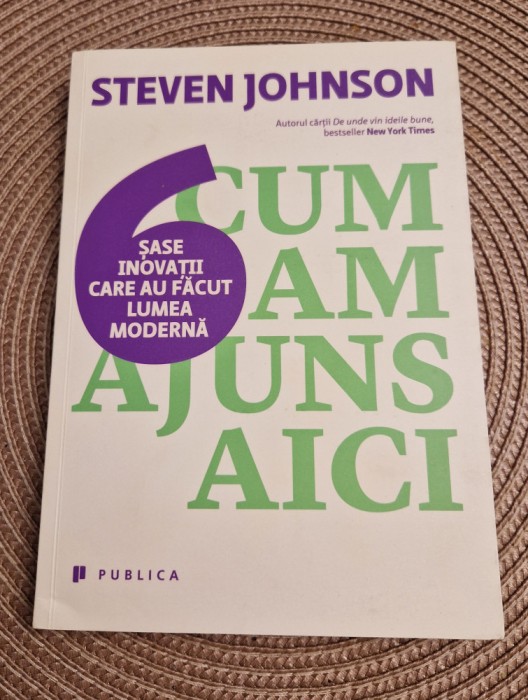 STEVEN JOHNSON
Autorul cărții De unde vin ideile bune,
bestseller New York Times
6
ȘASE
INOVAȚII
CARE AU FĂCUT
LUMEA
MODERNĂ
CUM
AM
AJUNS
AICI
PUBLICA